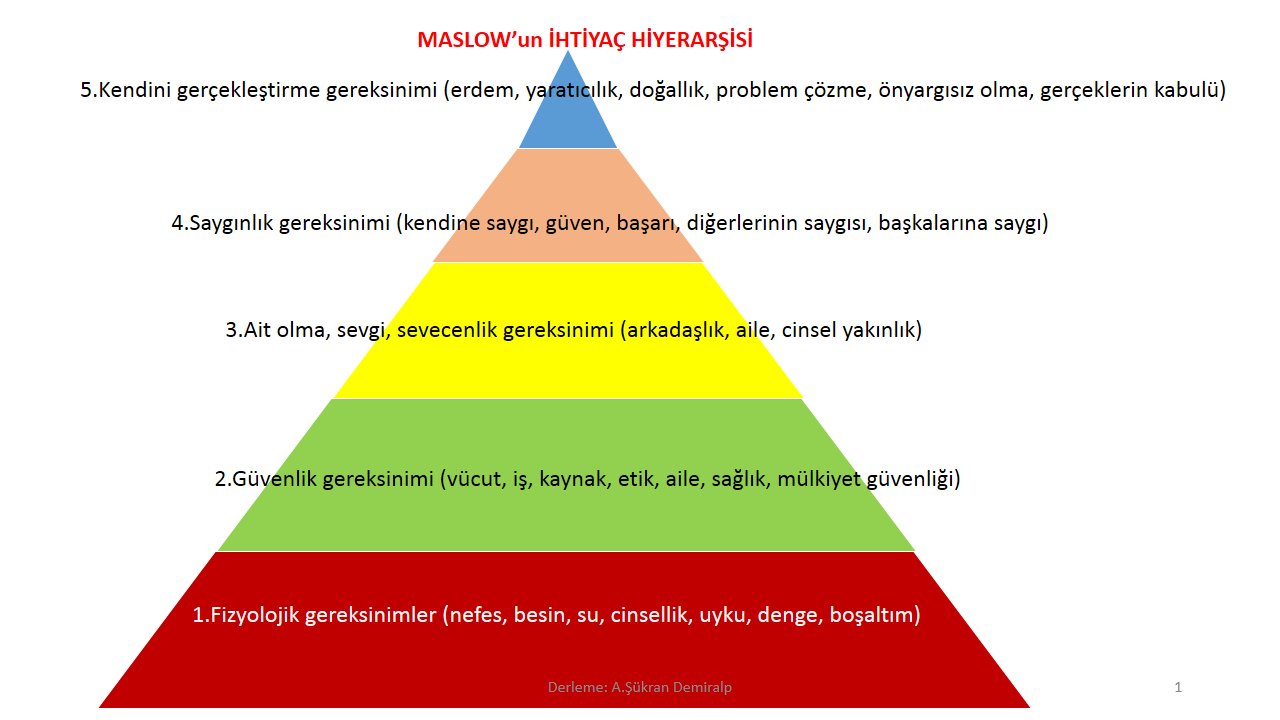 MASLOW’un İHTİYAÇ HİYERARŞİSİ
5.Kendini gerçekleştirme gereksinimi (erdem, yaratıcılık, doğallık, problem çözme, önyargısız olma, gerçeklerin kabulü)
4.Saygınlık gereksinimi (kendine saygı, güven, başarı, diğerlerinin saygısı, başkalarına saygı)
3.Ait olma, sevgi, sevecenlik gereksinimi (arkadaşlık, aile, cinsel yakınlık)
2.Güvenlik gereksinimi (vücut, iş, kaynak, etik, aile, sağlık, mülkiyet güvenliği)
1.Fizyolojik gereksinimler (nefes, besin, su, cinsellik, uyku, denge, boşaltım)
Derleme: A.Şükran Demiralp
1